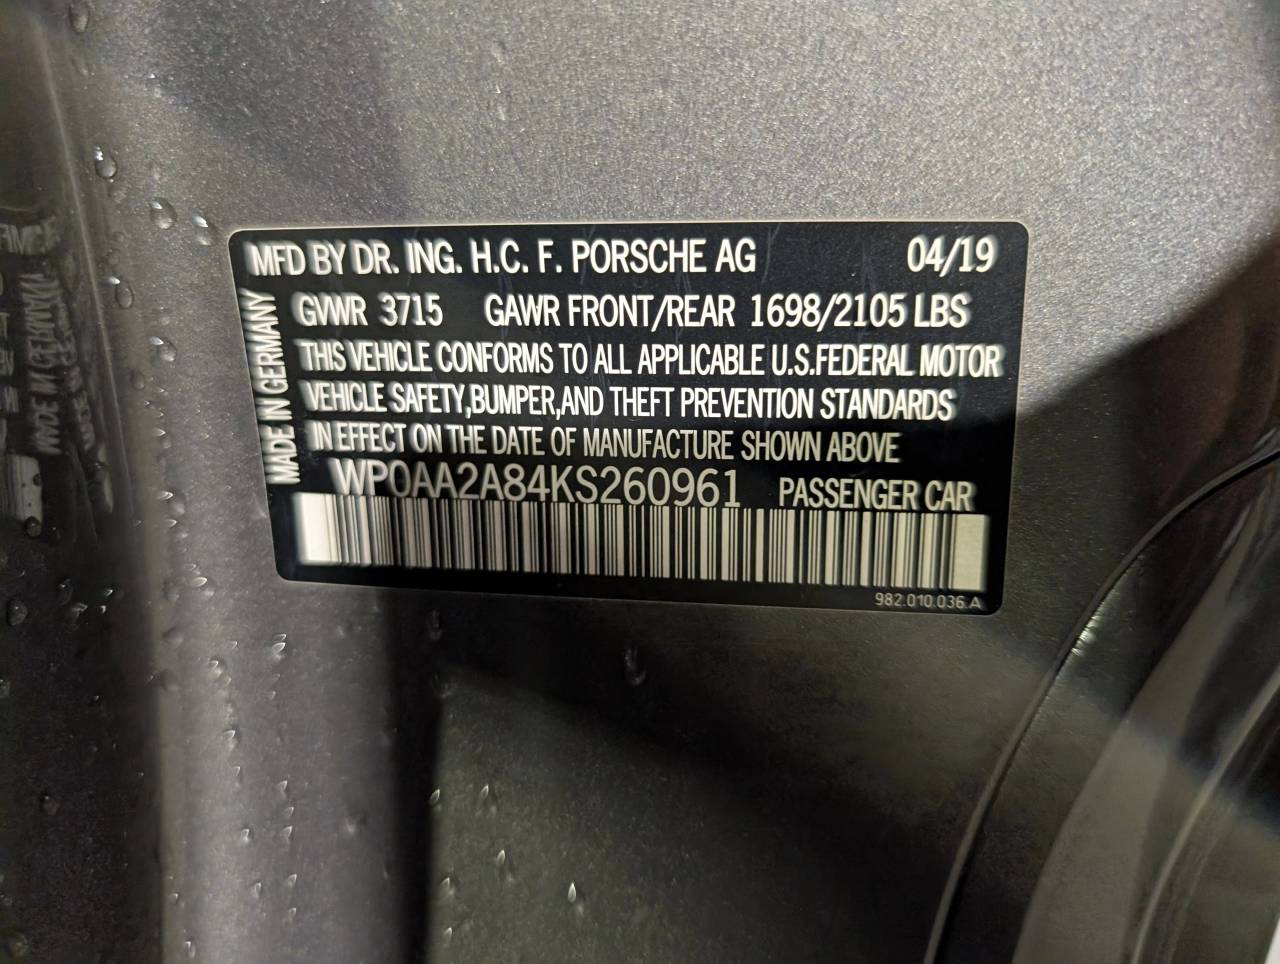 MFD BY DR. ING. H.C. F. PORSCHE AG 04/19
GVWR 3715 GAWR FRONT/REAR 1698/2105 LBS
THIS VEHICLE CONFORMS TO ALL APPLICABLE U.S.FEDERAL MOTOR
VEHICLE SAFETY,BUMPER,AND THEFT PREVENTION STANDARDS
IN EFFECT ON THE DATE OF MANUFACTURE SHOWN ABOVE
WP0AA2A84KS260961 PASSENGER CAR
982.010.036.A
MADE IN GERMANY